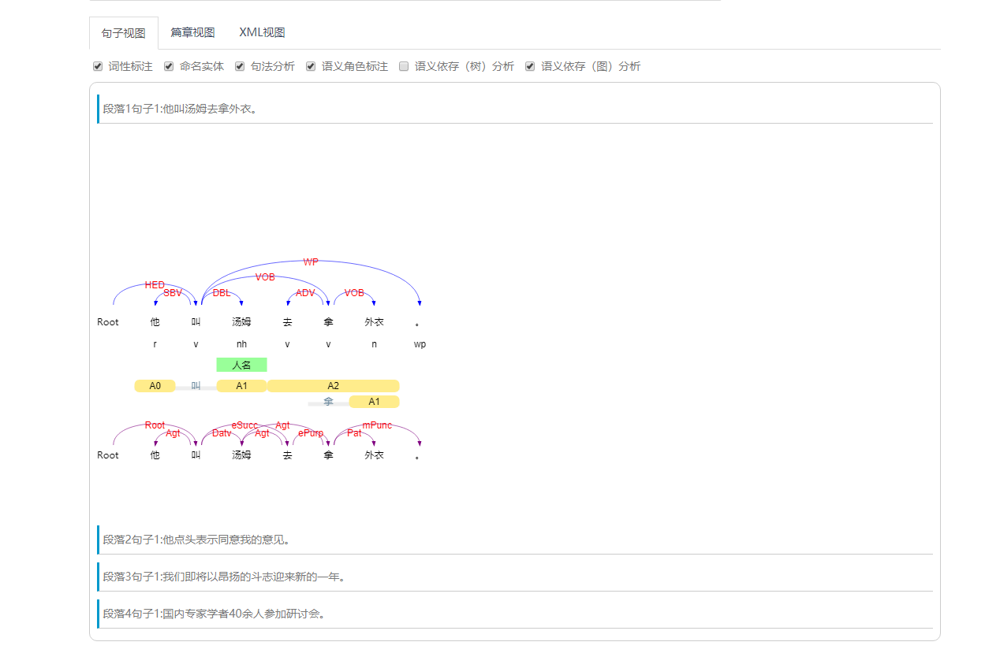 句子视图 篇章视图 XML视图
词性标注 命名实体 句法分析 语义角色标注 语义依存（树）分析 语义依存（图）分析
段落1句子1:他叫汤姆去拿外衣。
WP
VOB
HED
SBV DBL ADV VOB
Root 他 叫 汤姆 去 拿 外衣 。
r v nh v v n wp
人名
A0 叫 A1 A2
拿 A1
Root eSucc Agt mPunc
Agt Datv Agt ePurp Pat
Root 他 叫 汤姆 去 拿 外衣 。
段落2句子1:他点头表示同意我的意见。
段落3句子1:我们即将以昂扬的斗志迎来新的一年。
段落4句子1:国内专家学者40余人参加研讨会。